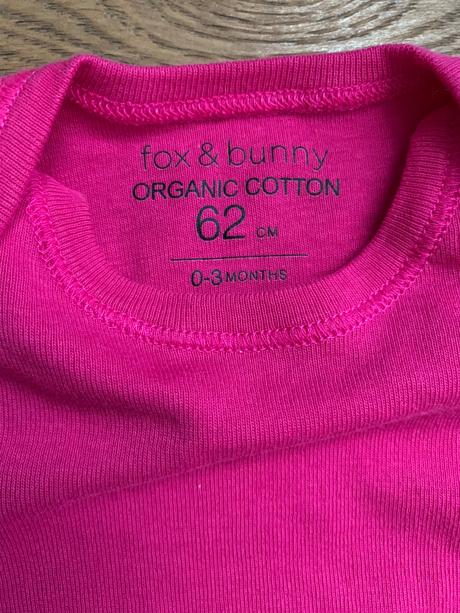 fox & bunny
ORGANIC COTTON
62 CM
0-3 MONTHS